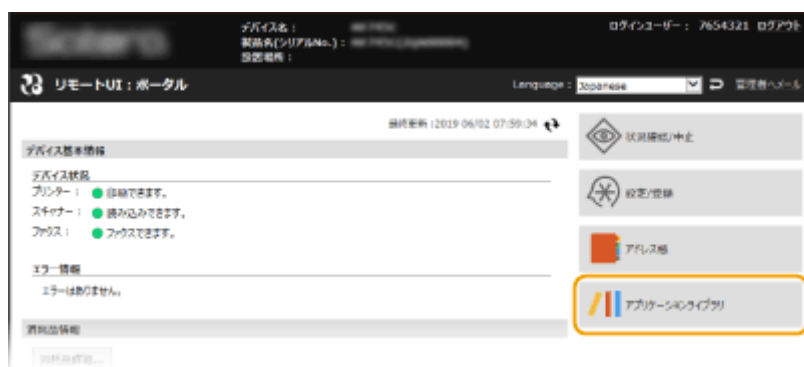 デバイス名：
製品名(シリアルNo.)：
設置場所：
ログインユーザー： 7654321 ログアウト
リモートUI：ポータル
Language： Japanese 管理者へメール
最終更新：2019 06/02 07:59:34
デバイス基本情報
デバイス状況
プリンター： 印刷できます。
スキャナー： 読み込みできます。
ファクス： ファクスできます。
エラー情報
エラーはありません。
消耗品情報
状況確認/中止
設定/登録
アドレス帳
アプリケーションライブラリ